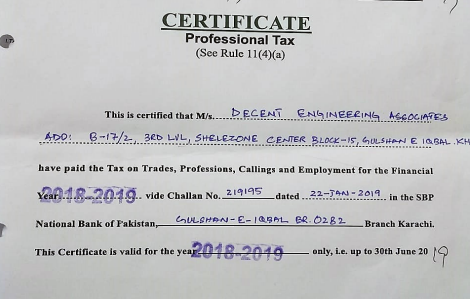 CERTIFICATE
Professional Tax
(See Rule 11(4)(a)
This is certified that M/s. DECENT ENGINEERING ASSOCIATES
ADD: B-17/2, 3RD LVL, SHELEZONE CENTER BLOCK-15, GULSHAN E IQBAL. KH
have paid the Tax on Trades, Professions, Callings and Employment for the Financial
Year 2018-2019 vide Challan No. 219195 dated 22-JAN-2019 in the SBP
National Bank of Pakistan, GULSHAN-E-IQBAL BR. 0282 Branch Karachi.
This Certificate is valid for the year 2018-2019 only, i.e. up to 30th June 2019